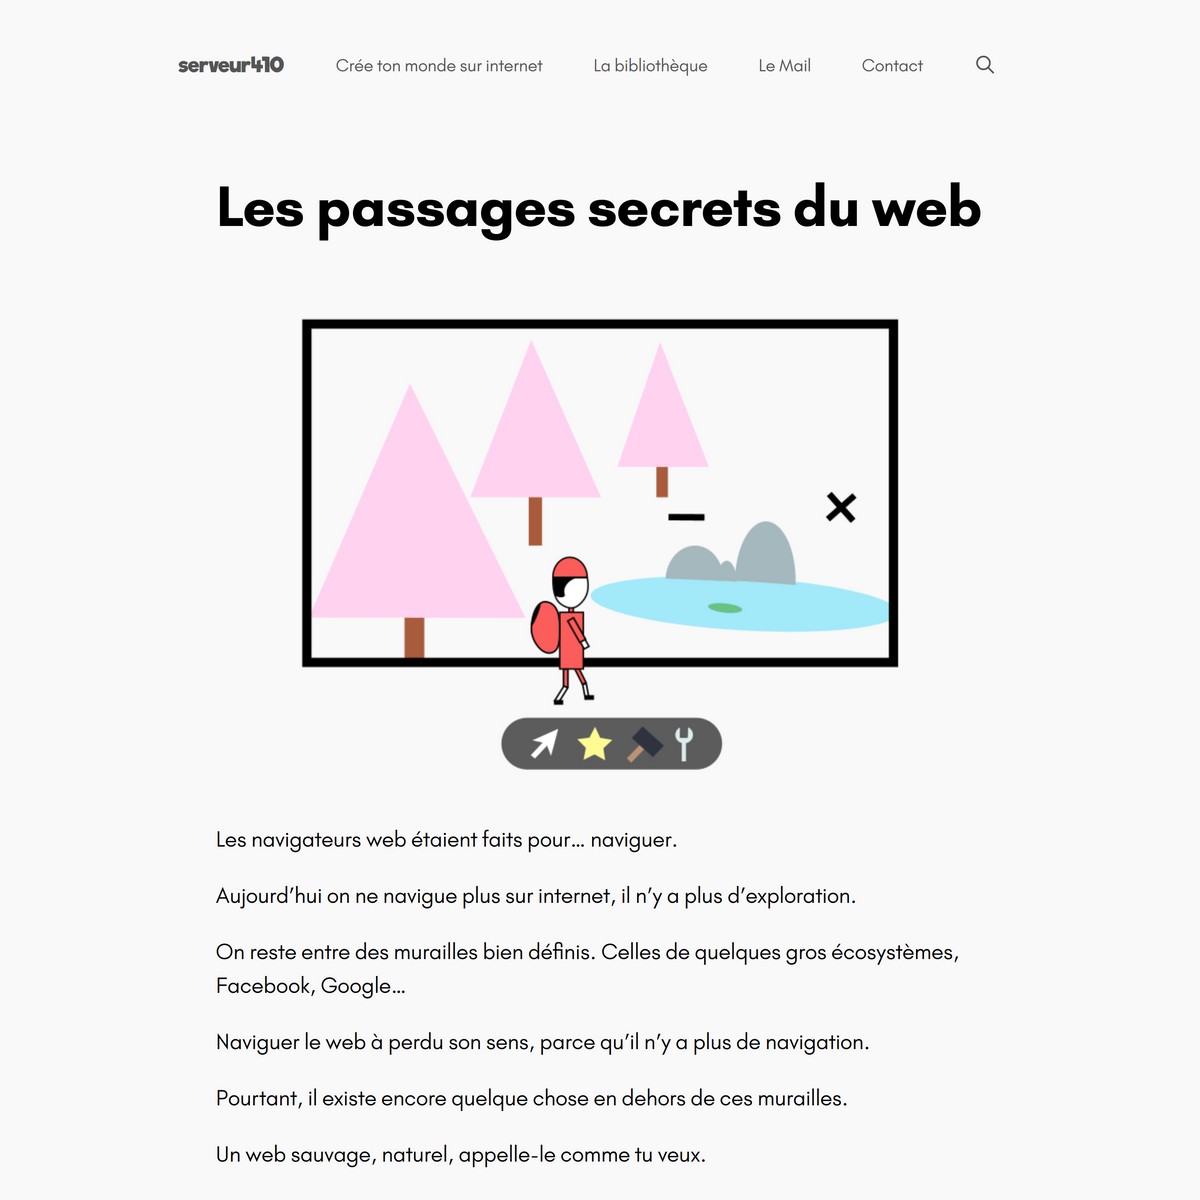 serveur410
Crée ton monde sur internet
La bibliothèque
Le Mail
Contact
Les passages secrets du web
Les navigateurs web étaient faits pour… naviguer.
Aujourd’hui on ne navigue plus sur internet, il n’y a plus d’exploration.
On reste entre des murailles bien définis. Celles de quelques gros écosystèmes,
Facebook, Google…
Naviguer le web à perdu son sens, parce qu’il n’y a plus de navigation.
Pourtant, il existe encore quelque chose en dehors de ces murailles.
Un web sauvage, naturel, appelle-le comme tu veux.